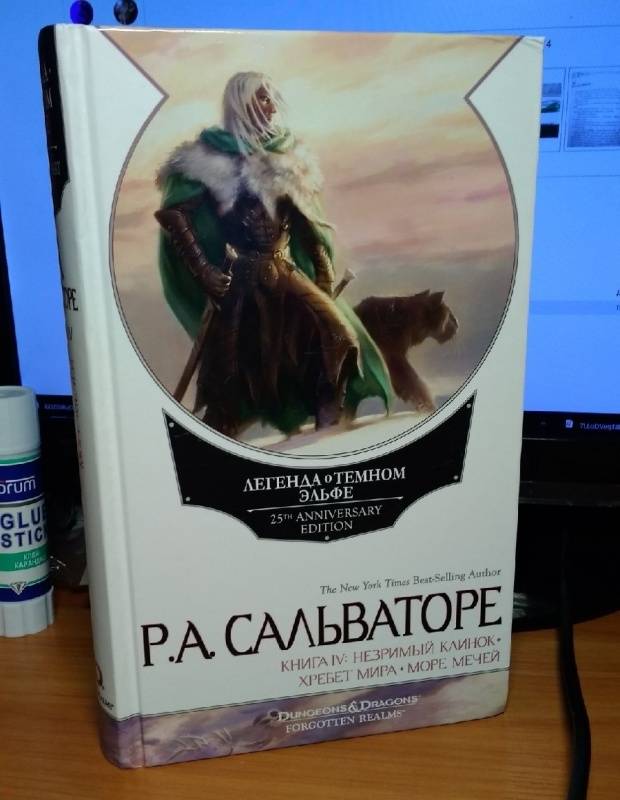 ЛЕГЕНДА о ТЕМНОМ
ЭЛЬФЕ
25TH ANNIVERSARY
EDITION
The New York Times Best-Selling Author
Р.А. САЛЬВАТОРЕ
КНИГА IV: НЕЗРИМЫЙ КЛИНОК •
ХРЕБЕТ МИРА • МОРЕ МЕЧЕЙ
DUNGEONS & DRAGONS
FORGOTTEN REALMS
GLUE
STICK